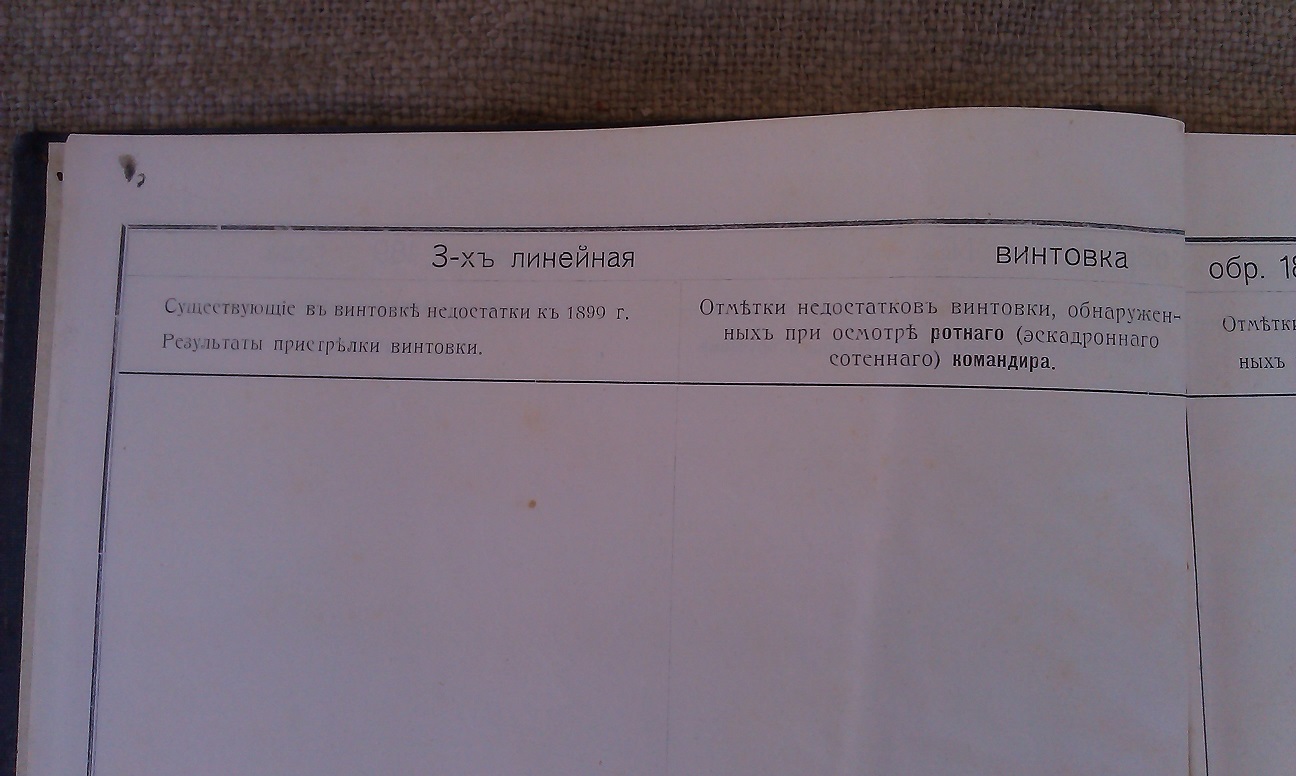 3-хъ линейная винтовка обр. 18
Существующіе въ винтовкѣ недостатки къ 1899 г.
Результаты пристрѣлки винтовки.
Отмѣтки недостатковъ винтовки, обнаружен-
ныхъ при осмотрѣ ротнаго (эскадроннаго
сотеннаго) командира.
Отмѣтки
ныхъ